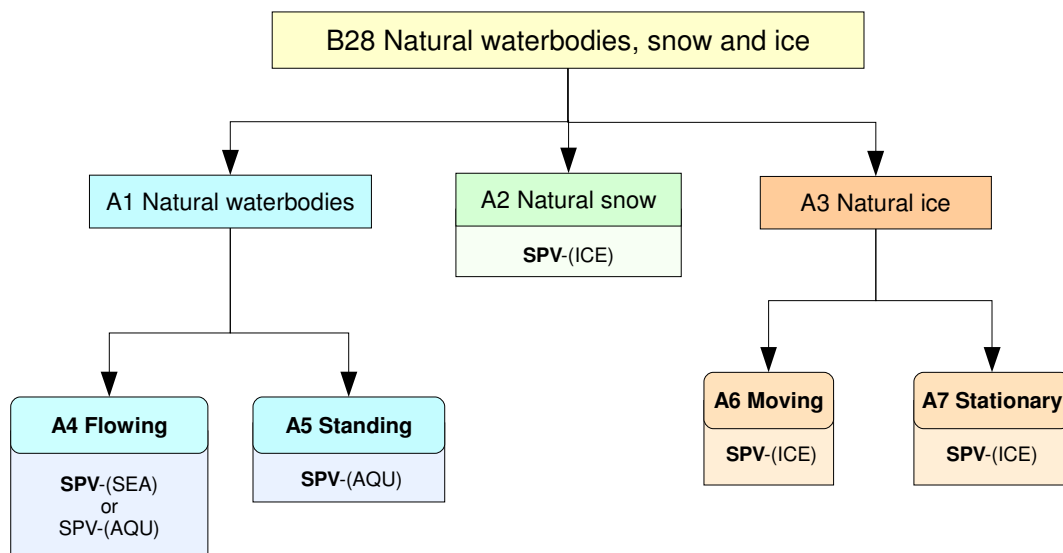 B28 Natural waterbodies, snow and ice
A1 Natural waterbodies
A2 Natural snow
SPV-(ICE)
A3 Natural ice
A4 Flowing
SPV-(SEA)
or
SPV-(AQU)
A5 Standing
SPV-(AQU)
A6 Moving
SPV-(ICE)
A7 Stationary
SPV-(ICE)